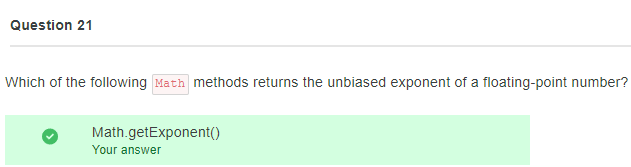 Question 21
Which of the following Math methods returns the unbiased exponent of a floating-point number?
Math.getExponent()
Your answer